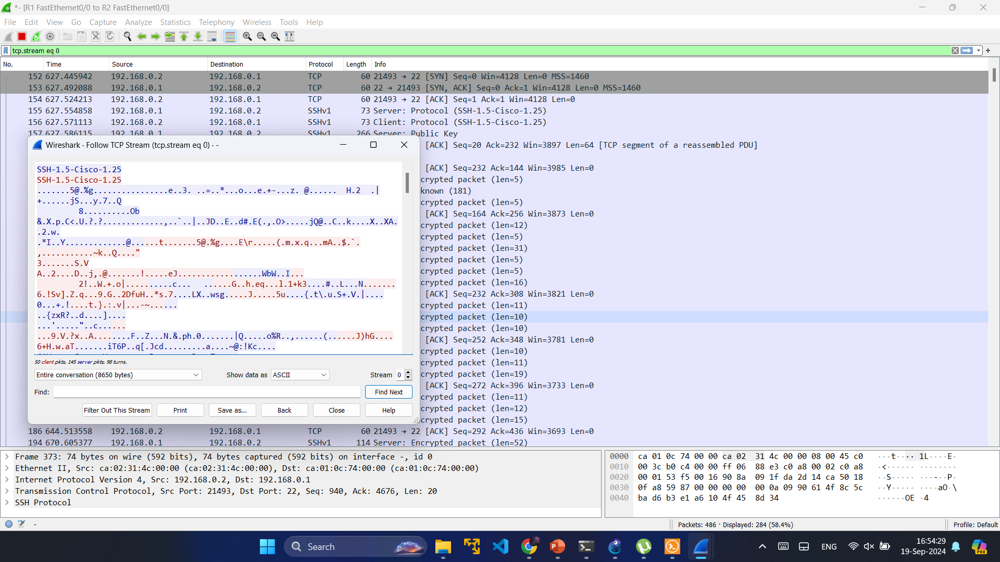 *- [R1 FastEthernet0/0 to R2 FastEthernet0/0]
File Edit View Go Capture Analyze Statistics Telephony Wireless Tools Help
tcp.stream eq 0
No. Time Source Destination Protocol Length Info
152 627.445942 192.168.0.2 192.168.0.1 TCP 60 21493 → 22 [SYN] Seq=0 Win=4128 Len=0 MSS=1460
153 627.492088 192.168.0.1 192.168.0.2 TCP 60 22 → 21493 [SYN, ACK] Seq=0 Ack=1 Win=4128 Len=0 MSS=1460
154 627.524213 192.168.0.2 192.168.0.1 TCP 60 21493 → 22 [ACK] Seq=1 Ack=1 Win=4128 Len=0
155 627.554858 192.168.0.1 192.168.0.2 SSHv1 73 Server: Protocol (SSH-1.5-Cisco-1.25)
156 627.571113 192.168.0.2 192.168.0.1 SSHv1 73 Client: Protocol (SSH-1.5-Cisco-1.25)
157 627.586115 192.168.0.1 192.168.0.2 SSHv1 266 Server: Public Key
[ACK] Seq=20 Ack=232 Win=3897 Len=64 [TCP segment of a reassembled PDU]
[ACK] Seq=232 Ack=144 Win=3985 Len=0
crypted packet (len=5)
known (181)
crypted packet (len=5)
[ACK] Seq=164 Ack=256 Win=3873 Len=0
crypted packet (len=12)
crypted packet (len=5)
crypted packet (len=31)
crypted packet (len=5)
crypted packet (len=5)
crypted packet (len=16)
[ACK] Seq=232 Ack=308 Win=3821 Len=0
crypted packet (len=11)
crypted packet (len=10)
crypted packet (len=10)
[ACK] Seq=252 Ack=348 Win=3781 Len=0
crypted packet (len=10)
crypted packet (len=11)
crypted packet (len=19)
[ACK] Seq=272 Ack=396 Win=3733 Len=0
crypted packet (len=11)
crypted packet (len=12)
crypted packet (len=15)
186 644.513558 192.168.0.2 192.168.0.1 TCP 60 21493 → 22 [ACK] Seq=292 Ack=436 Win=3693 Len=0
194 670.605377 192.168.0.1 192.168.0.2 SSHv1 114 Server: Encrypted packet (len=52)
Wireshark · Follow TCP Stream (tcp.stream eq 0) · -
SSH-1.5-Cisco-1.25
SSH-1.5-Cisco-1.25
.......5@.%g................e..3. ..=..*...o...e.+-...z. @...... H.2 .|
+......jS...y.7..Q
8..........Ob
&.X.p.C<.U.?.?.............,..`..|..JD..E..d#.E(.,.O>.....jQ@..C..k....X..XA.
.2.w.
.*I..Y.............@......t.......5@.%g....E\r.....(.m.x.q...mA..$.`.
,...........~k..Q...."
3.......S.V
A..2....D..j,.@.......!.....eJ..................WbW..I...
2!..W.+.o|..........c... ......G..h.eq...l.1+k3....#..L...N.......
6.!Sv].Z.q...9.G..2DfuH..*s.7....LX..wsg.....J.....5u....{.t\.u.S+.V.|....
0...+.!....t.}.:.v|...-~......
..{zxR?..d....]....
...'....."..c......
...9.V.?x..A........F..Z...N.&.ph.0.......|Q.....o%R..,......(......J)hG....
6+H.w.aT.......iT6P..q[.Jcd.........a....~@:!Kc....
50 client pkts, 145 server pkts, 98 turns.
Entire conversation (8650 bytes) Show data as ASCII Stream 0
Find: Find Next
Filter Out This Stream Print Save as... Back Close Help
Frame 373: 74 bytes on wire (592 bits), 74 bytes captured (592 bits) on interface -, id 0
Ethernet II, Src: ca:02:31:4c:00:00 (ca:02:31:4c:00:00), Dst: ca:01:0c:74:00:00 (ca:01:0c:74:00:00)
Internet Protocol Version 4, Src: 192.168.0.2, Dst: 192.168.0.1
Transmission Control Protocol, Src Port: 21493, Dst Port: 22, Seq: 940, Ack: 4676, Len: 20
SSH Protocol
0000 ca 01 0c 74 00 00 ca 02 31 4c 00 00 08 00 45 c0 ···t···· 1L····E·
0010 00 3c b0 c4 00 00 ff 06 88 e3 c0 a8 00 02 c0 a8 ·<······ ········
0020 00 01 53 f5 00 16 90 8a 09 1f da 2d 14 ca 50 18 ··S····· ···-··P·
0030 0f a8 59 87 00 00 00 00 00 0a 09 90 61 4f 8c 5c ··Y····· ····aO·\
0040 ba d6 b3 e1 a6 10 4f 45 8d 34 ······OE ·4
Packets: 486 · Displayed: 284 (58.4%) Profile: Default
Search
ENG
16:54:29
19-Sep-2024
PRE